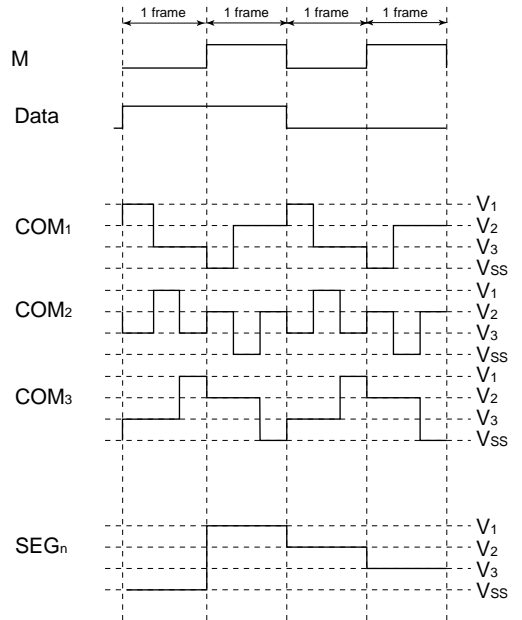 1 frame 1 frame 1 frame 1 frame
M
Data
COM1
V1
V2
V3
VSS
COM2
V1
V2
V3
VSS
COM3
V1
V2
V3
VSS
SEGn
V1
V2
V3
VSS